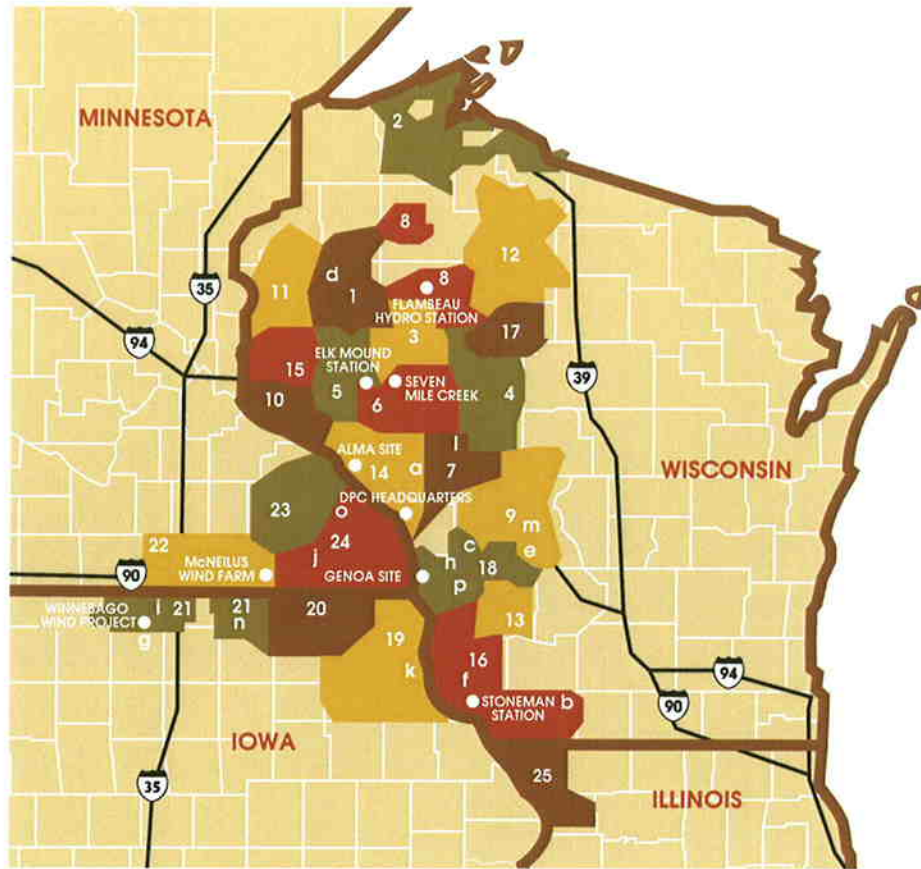 MINNESOTA
2
8
12
35
11
d
1
8
FLAMBEAU
HYDRO STATION
17
94
3
ELK MOUND
STATION
15
39
SEVEN
MILE CREEK
10
5
6
4
ALMA SITE
l
14
a
7
WISCONSIN
DPC HEADQUARTERS
23
o
9
m
e
22
j
24
c
h
18
p
McNEILUS
WIND FARM
GENOA SITE
90
WINNEBAGO
WIND PROJECT
i
21
21
n
20
g
13
19
k
16
f
94
STONEMAN
STATION
b
90
IOWA
25
35
ILLINOIS